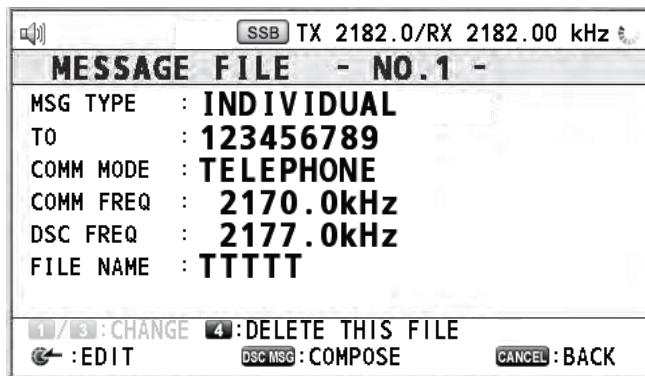 SSB TX 2182.0/RX 2182.00 kHz
MESSAGE FILE - NO.1 -
MSG TYPE : INDIVIDUAL
TO : 123456789
COMM MODE : TELEPHONE
COMM FREQ : 2170.0kHz
DSC FREQ : 2177.0kHz
FILE NAME : TTTTT
1/3:CHANGE 4:DELETE THIS FILE
:EDIT DSC MSG:COMPOSE CANCEL:BACK